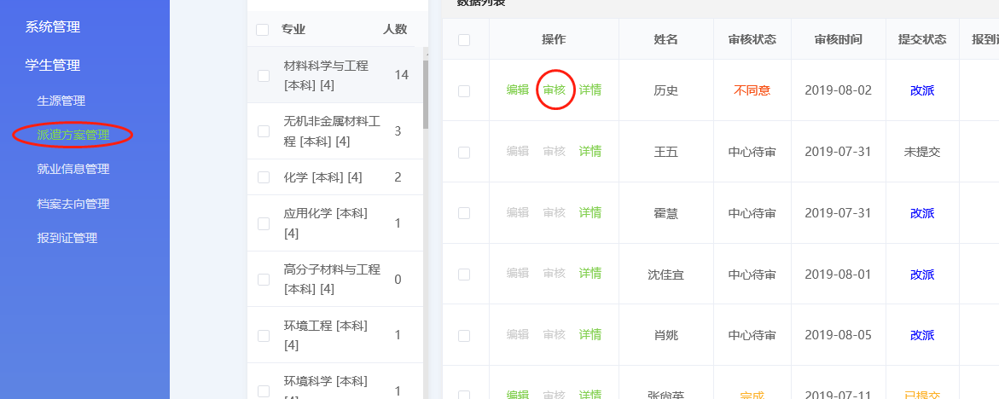 系统管理
学生管理
生源管理
派遣方案管理
就业信息管理
档案去向管理
报到证管理
专业 人数
材料科学与工程 [本科] [4] 14
无机非金属材料工程 [本科] [4] 3
化学 [本科] [4] 2
应用化学 [本科] [4] 1
高分子材料与工程 [本科] [4] 0
环境工程 [本科] [4] 1
环境科学 [本科] [4] 1
数据列表
操作 姓名 审核状态 审核时间 提交状态 报到
编辑 审核 详情 历史 不同意 2019-08-02 改派
编辑 审核 详情 王五 中心待审 2019-07-31 未提交
编辑 审核 详情 霍慧 中心待审 2019-07-31 改派
编辑 审核 详情 沈佳宜 中心待审 2019-08-01 改派
编辑 审核 详情 肖姚 中心待审 2019-08-05 改派
编辑 审核 详情 张尚英 完成 2019-07-11 已提交